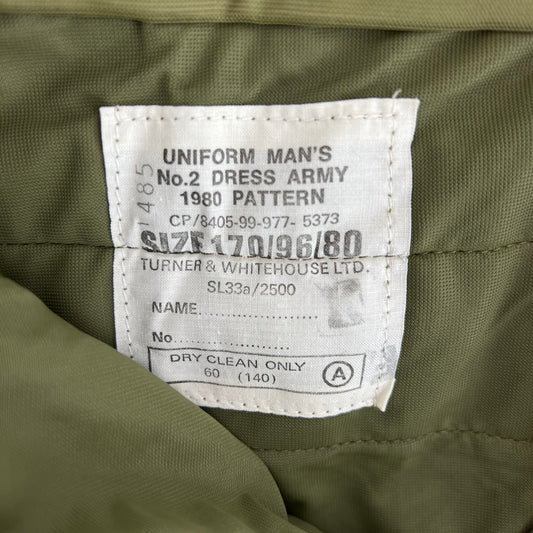 UNIFORM MAN'S
No.2 DRESS ARMY
1980 PATTERN
CP/8405-99-977-5373
SIZE 170/96/80
TURNER & WHITEHOUSE LTD.
SL33a/2500
NAME....................
No......................
DRY CLEAN ONLY
60 (140)
A
1485